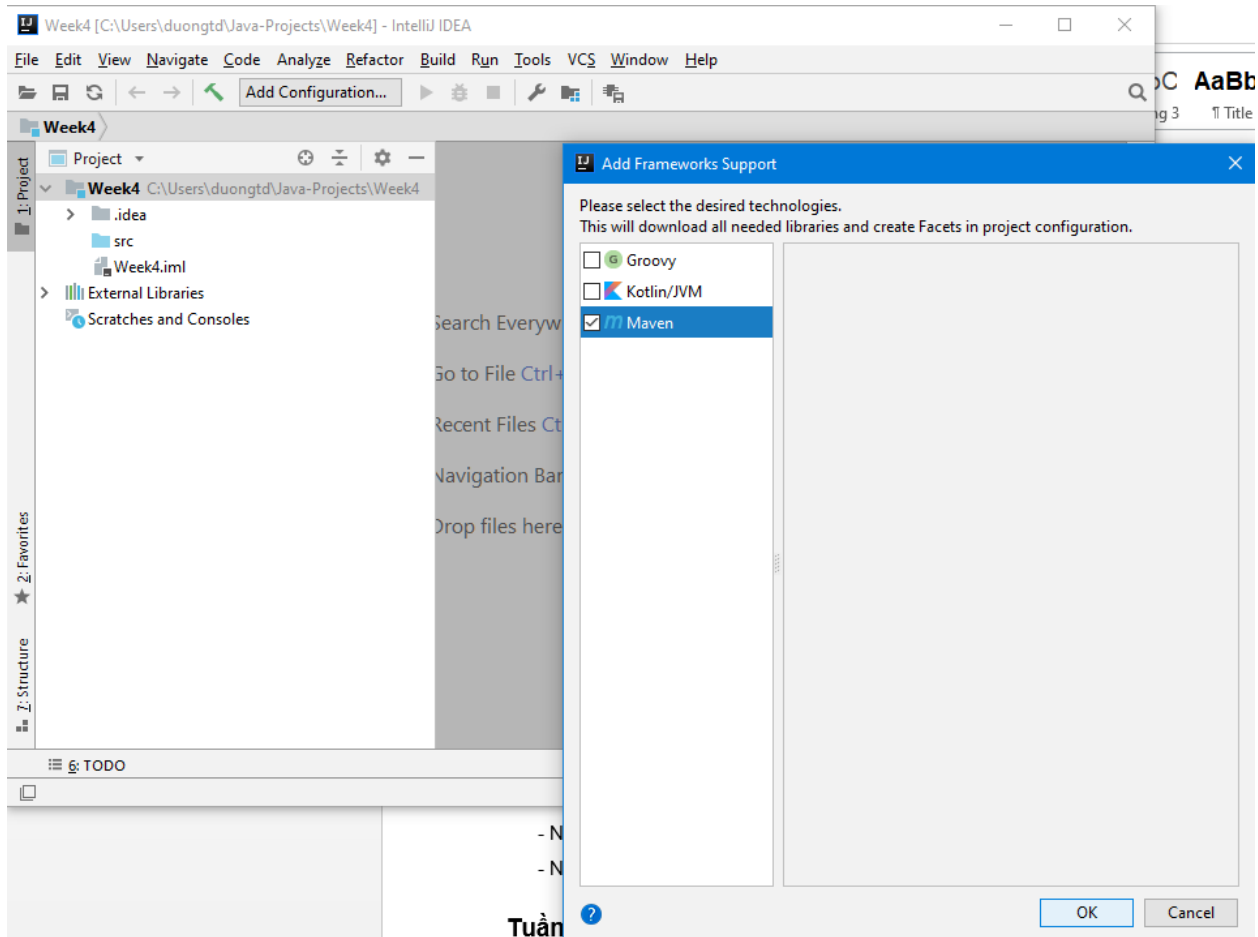 Week4 [C:\Users\duongtd\Java-Projects\Week4] - IntelliJ IDEA
File Edit View Navigate Code Analyze Refactor Build Run Tools VCS Window Help
Add Configuration...
AaBb
¶ Title
Week4
1: Project
Project
Week4 C:\Users\duongtd\Java-Projects\Week4
.idea
src
Week4.iml
External Libraries
Scratches and Consoles
Search Everyw
Go to File Ctrl+
Recent Files Ct
Navigation Bar
Drop files here
2: Favorites
7: Structure
6: TODO
- N
- N
Tuần
Add Frameworks Support
Please select the desired technologies.
This will download all needed libraries and create Facets in project configuration.
Groovy
Kotlin/JVM
Maven
OK Cancel